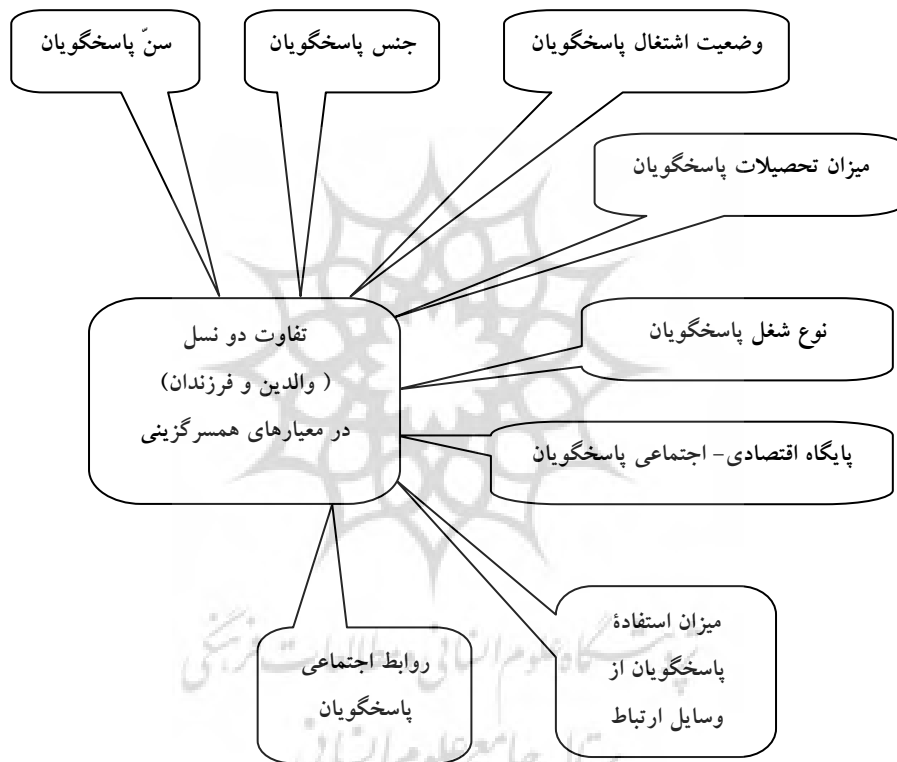 سنّ پاسخگویان
جنس پاسخگویان
وضعیت اشتغال پاسخگویان
میزان تحصیلات پاسخگویان
تفاوت دو نسل
( والدین و فرزندان)
در معیارهای همسرگزینی
نوع شغل پاسخگویان
پایگاه اقتصادی- اجتماعی پاسخگویان
میزان استفادۀ
پاسخگویان از
وسایل ارتباط
روابط اجتماعی
پاسخگویان